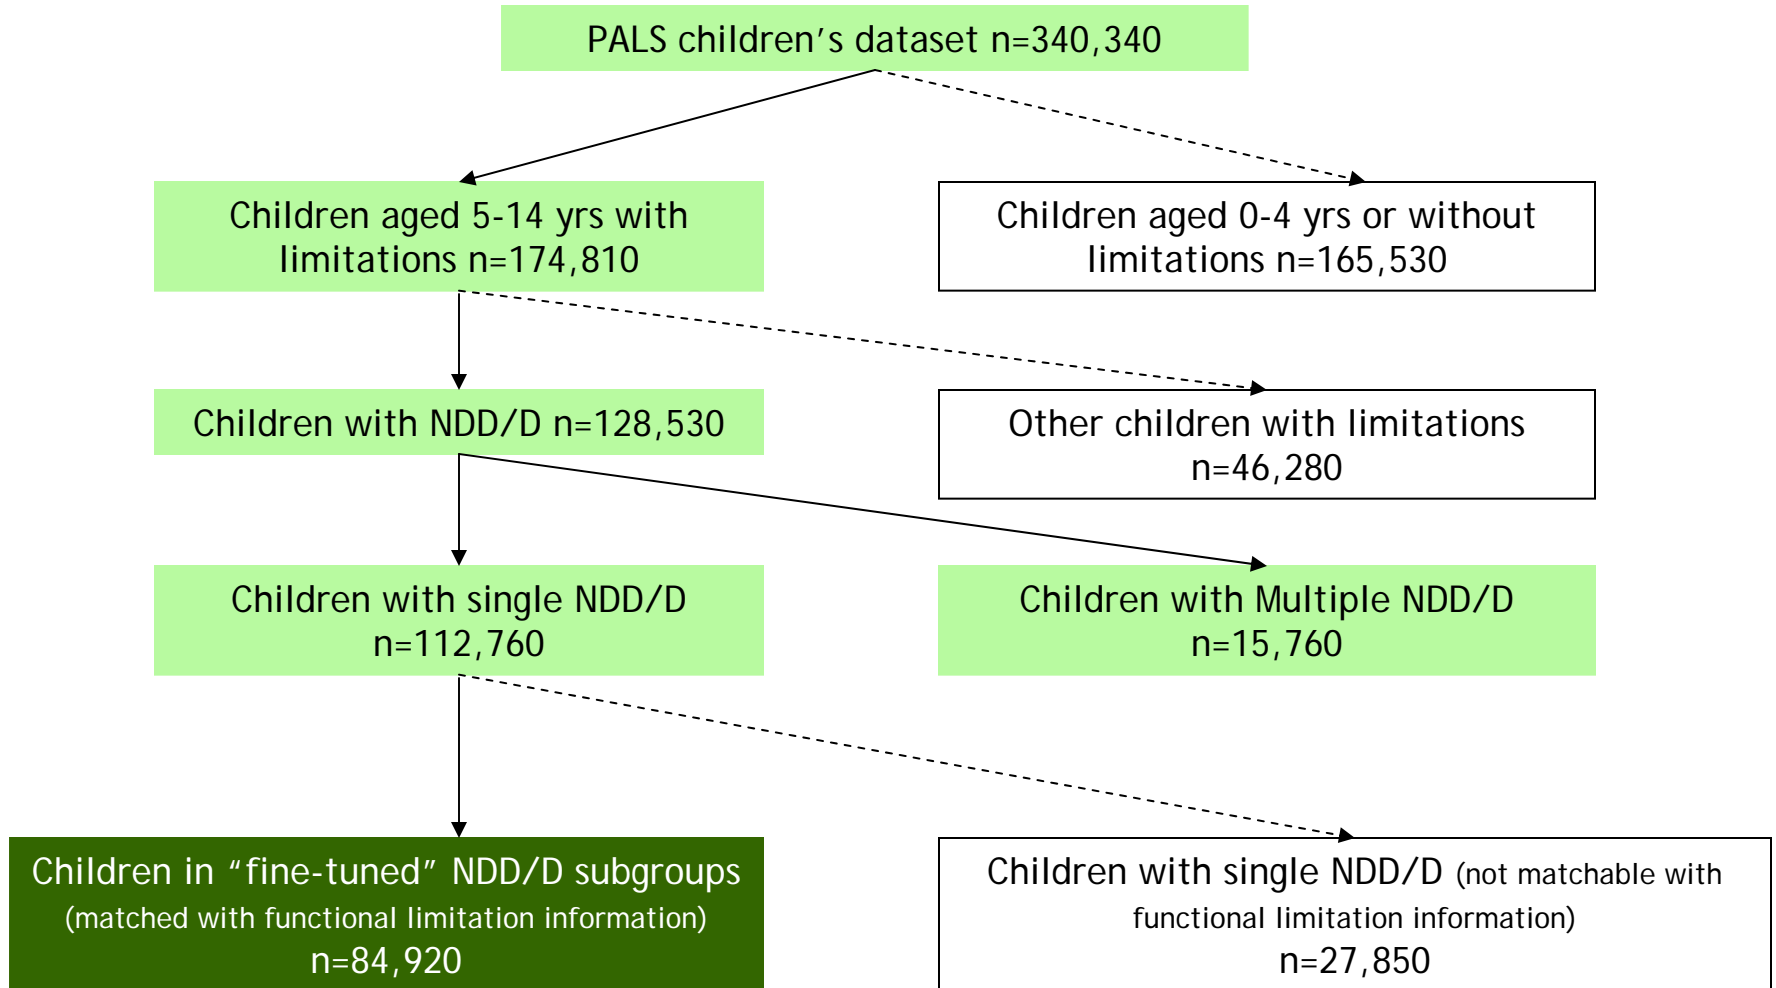 PALS children’s dataset n=340,340
Children aged 5-14 yrs with
limitations n=174,810
Children aged 0-4 yrs or without
limitations n=165,530
Children with NDD/D n=128,530
Other children with limitations
n=46,280
Children with single NDD/D
n=112,760
Children with Multiple NDD/D
n=15,760
Children in “fine-tuned” NDD/D subgroups
(matched with functional limitation information)
n=84,920
Children with single NDD/D (not matchable with
functional limitation information)
n=27,850